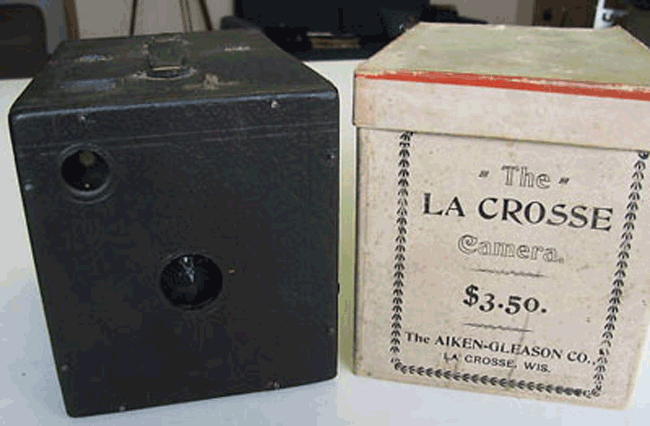 The
LA CROSSE
Camera.
$3.50.
The AIKEN-GLEASON CO.,
LA CROSSE, WIS.